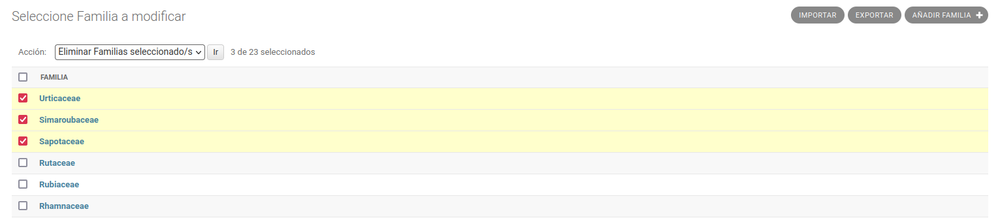 Seleccione Familia a modificar
IMPORTAR EXPORTAR AÑADIR FAMILIA
Acción: Eliminar Familias seleccionado/s Ir 3 de 23 seleccionados
FAMILIA
Urticaceae
Simaroubaceae
Sapotaceae
Rutaceae
Rubiaceae
Rhamnaceae